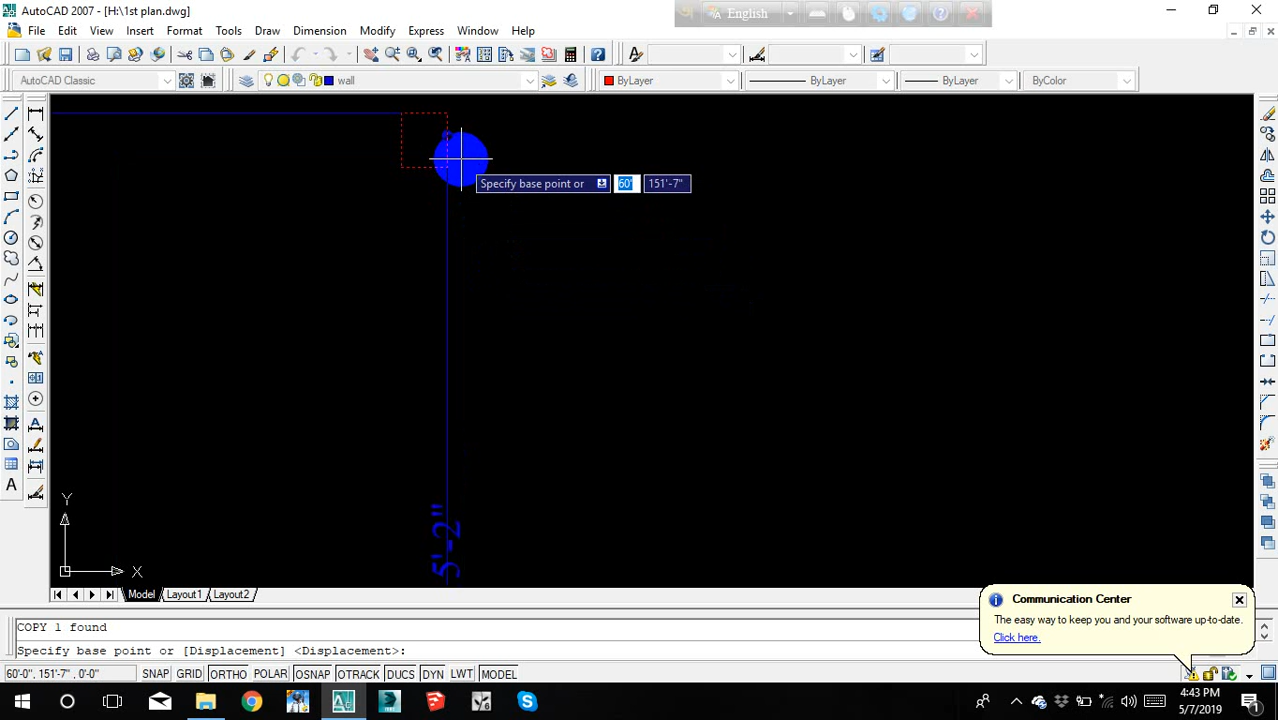 AutoCAD 2007 - [H:\1st plan.dwg]
English
File Edit View Insert Format Tools Draw Dimension Modify Express Window Help
AutoCAD Classic
wall
ByLayer
ByLayer
ByLayer
ByColor
Specify base point or
60'
151'-7"
5'-2"
Y
X
A
A
Model Layout1 Layout2
Communication Center
The easy way to keep you and your software up-to-date.
Click here.
COPY 1 found
Specify base point or [Displacement] <Displacement>:
60'-0", 151'-7" , 0'-0"
SNAP GRID ORTHO POLAR OSNAP OTRACK DUCS DYN LWT MODEL
4:43 PM
5/7/2019